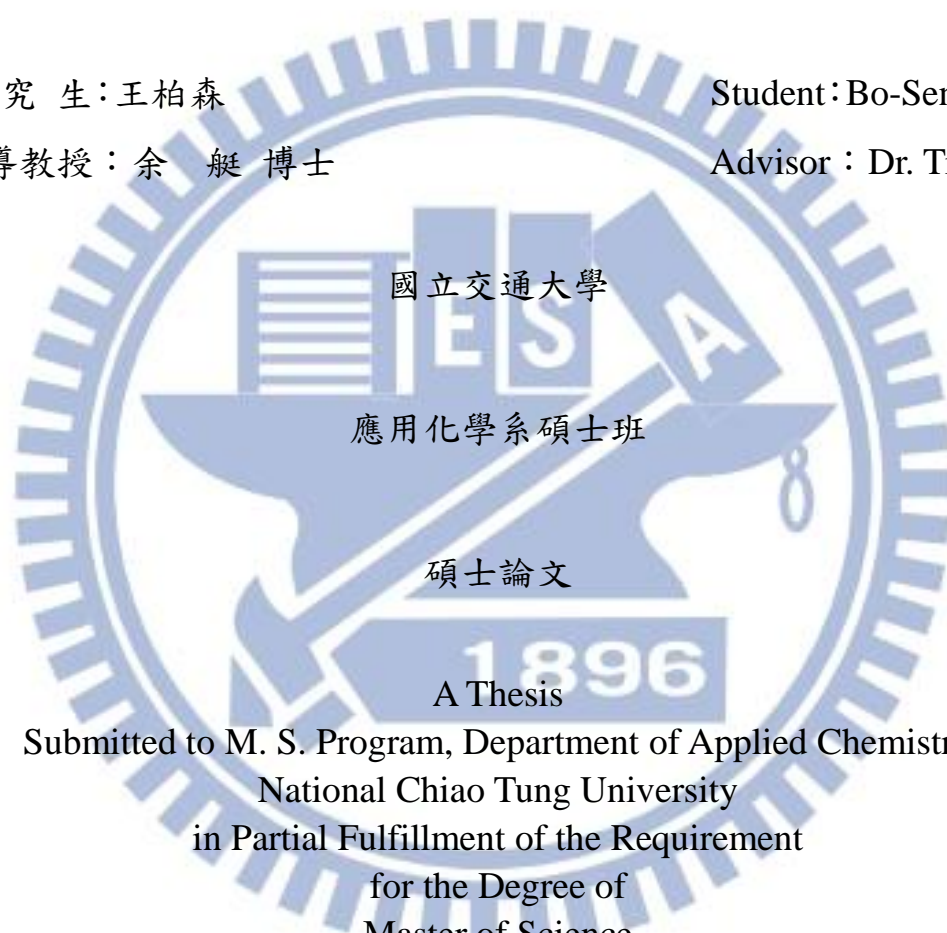 究 生：王柏森 Student：Bo-Sen
導教授：余 艇 博士 Advisor：Dr. Ti
國立交通大學
ESA
應用化學系碩士班
碩士論文
1896
A Thesis
Submitted to M. S. Program, Department of Applied Chemistr
National Chiao Tung University
in Partial Fulfillment of the Requirement
for the Degree of
Master of Science